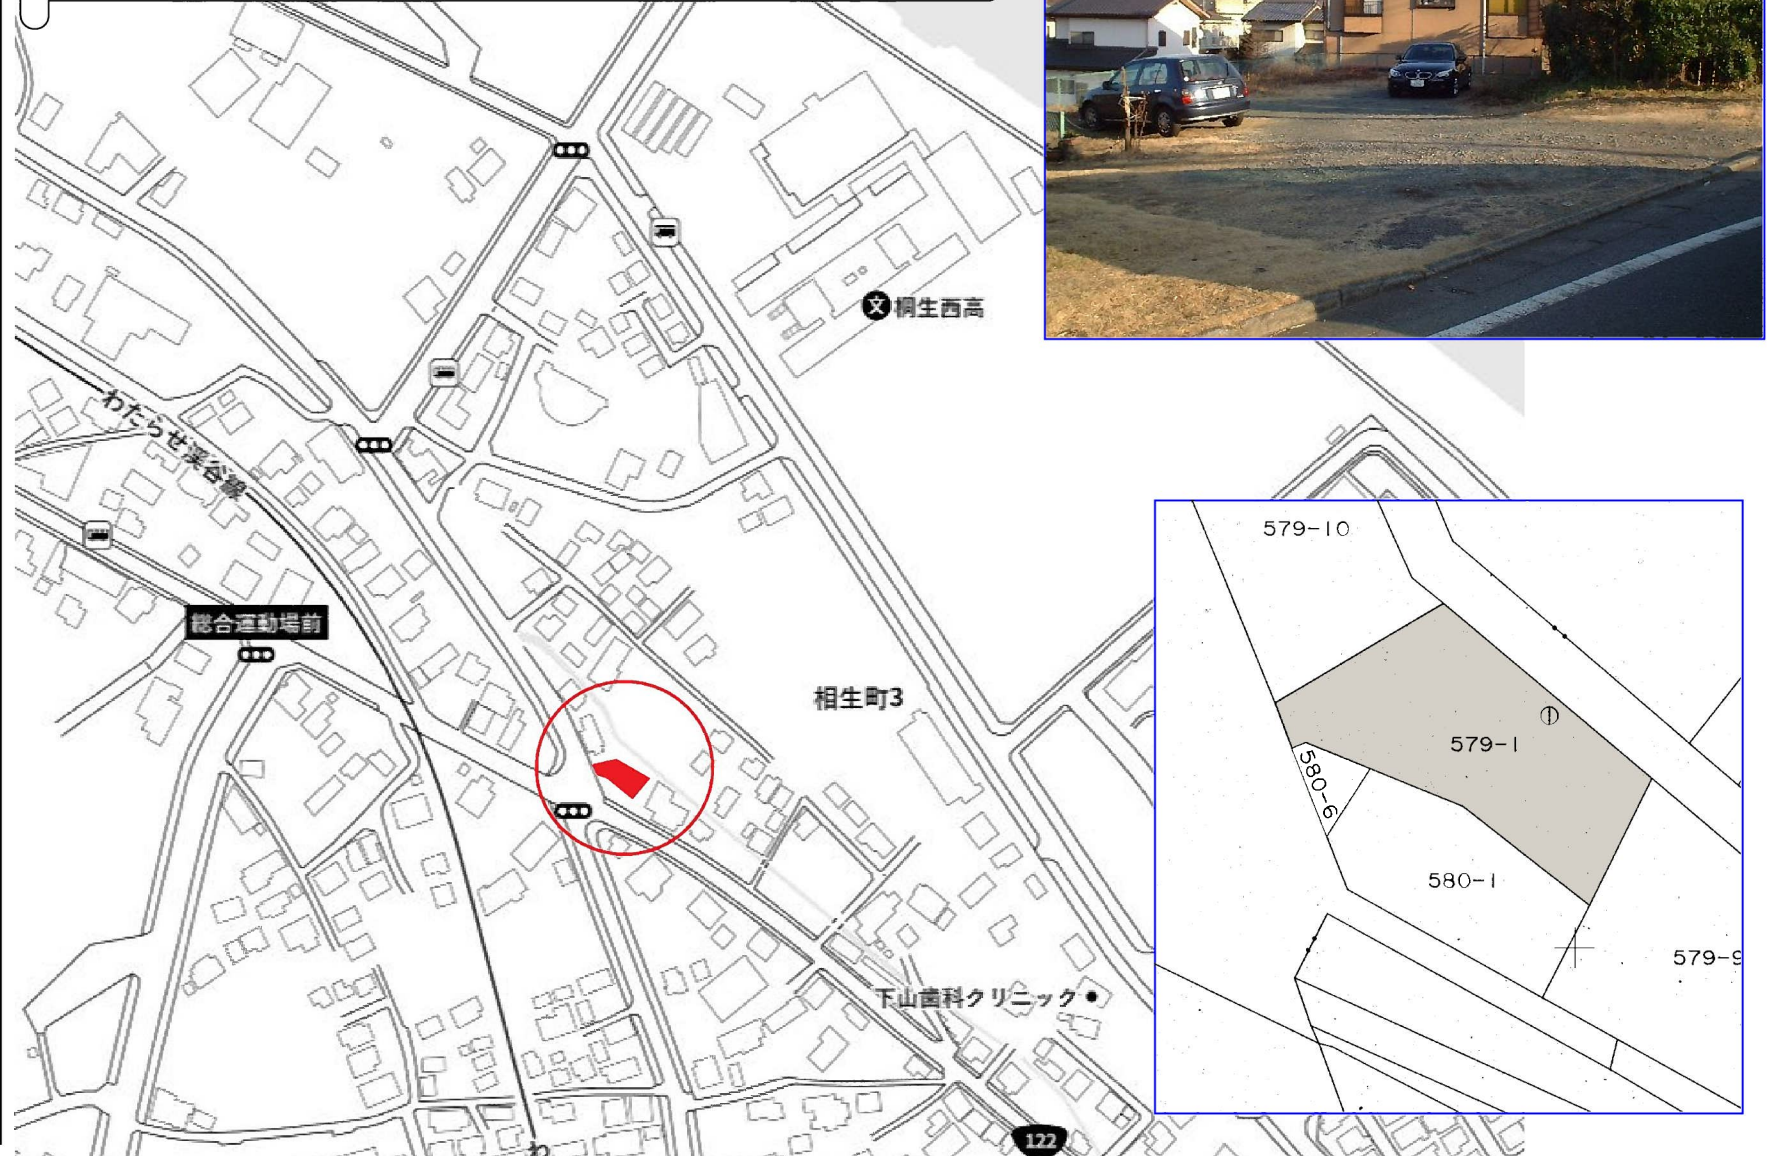 桐生西高
わたらせ渓谷線
総合運動場前
相生町3
下山歯科クリニック
122
わ
579-10
①
579-1
580-6
580-1
579-9